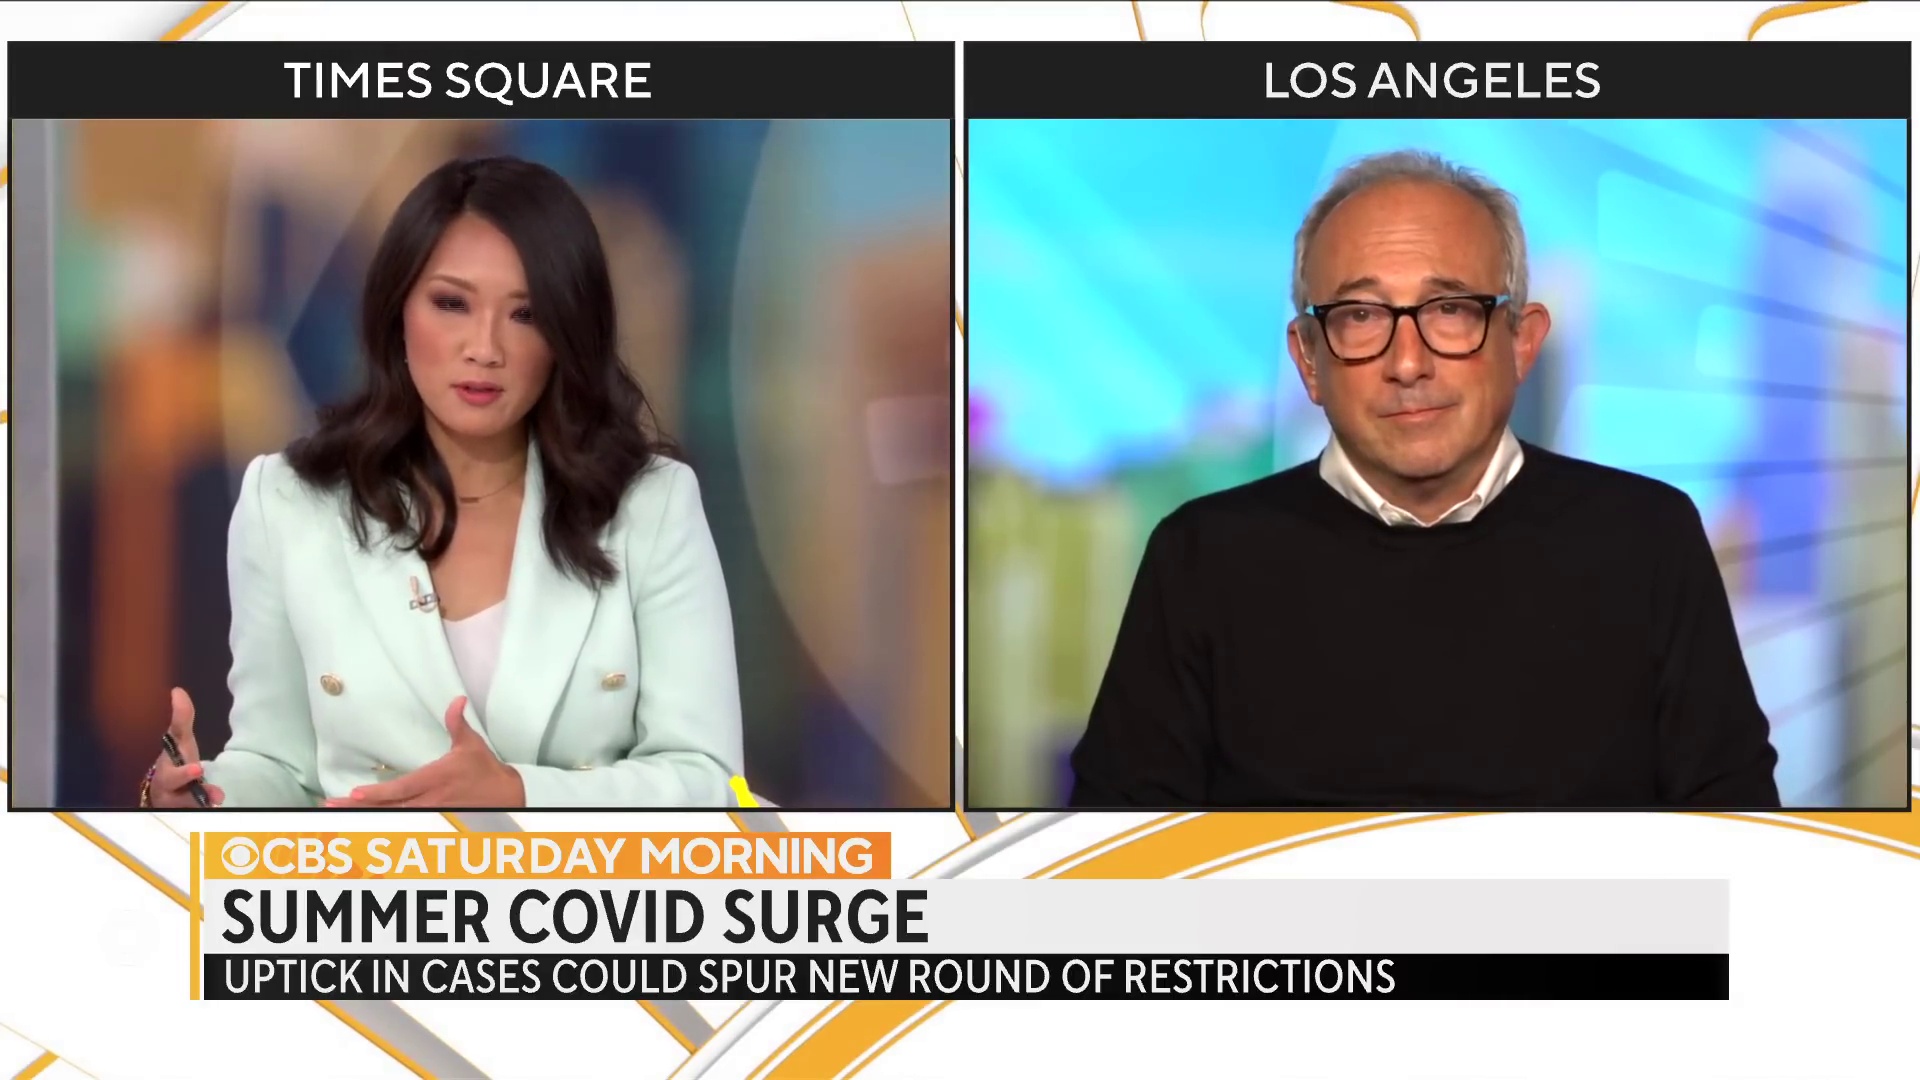 TIMES SQUARE
LOS ANGELES
CBS SATURDAY MORNING
SUMMER COVID SURGE
UPTICK IN CASES COULD SPUR NEW ROUND OF RESTRICTIONS